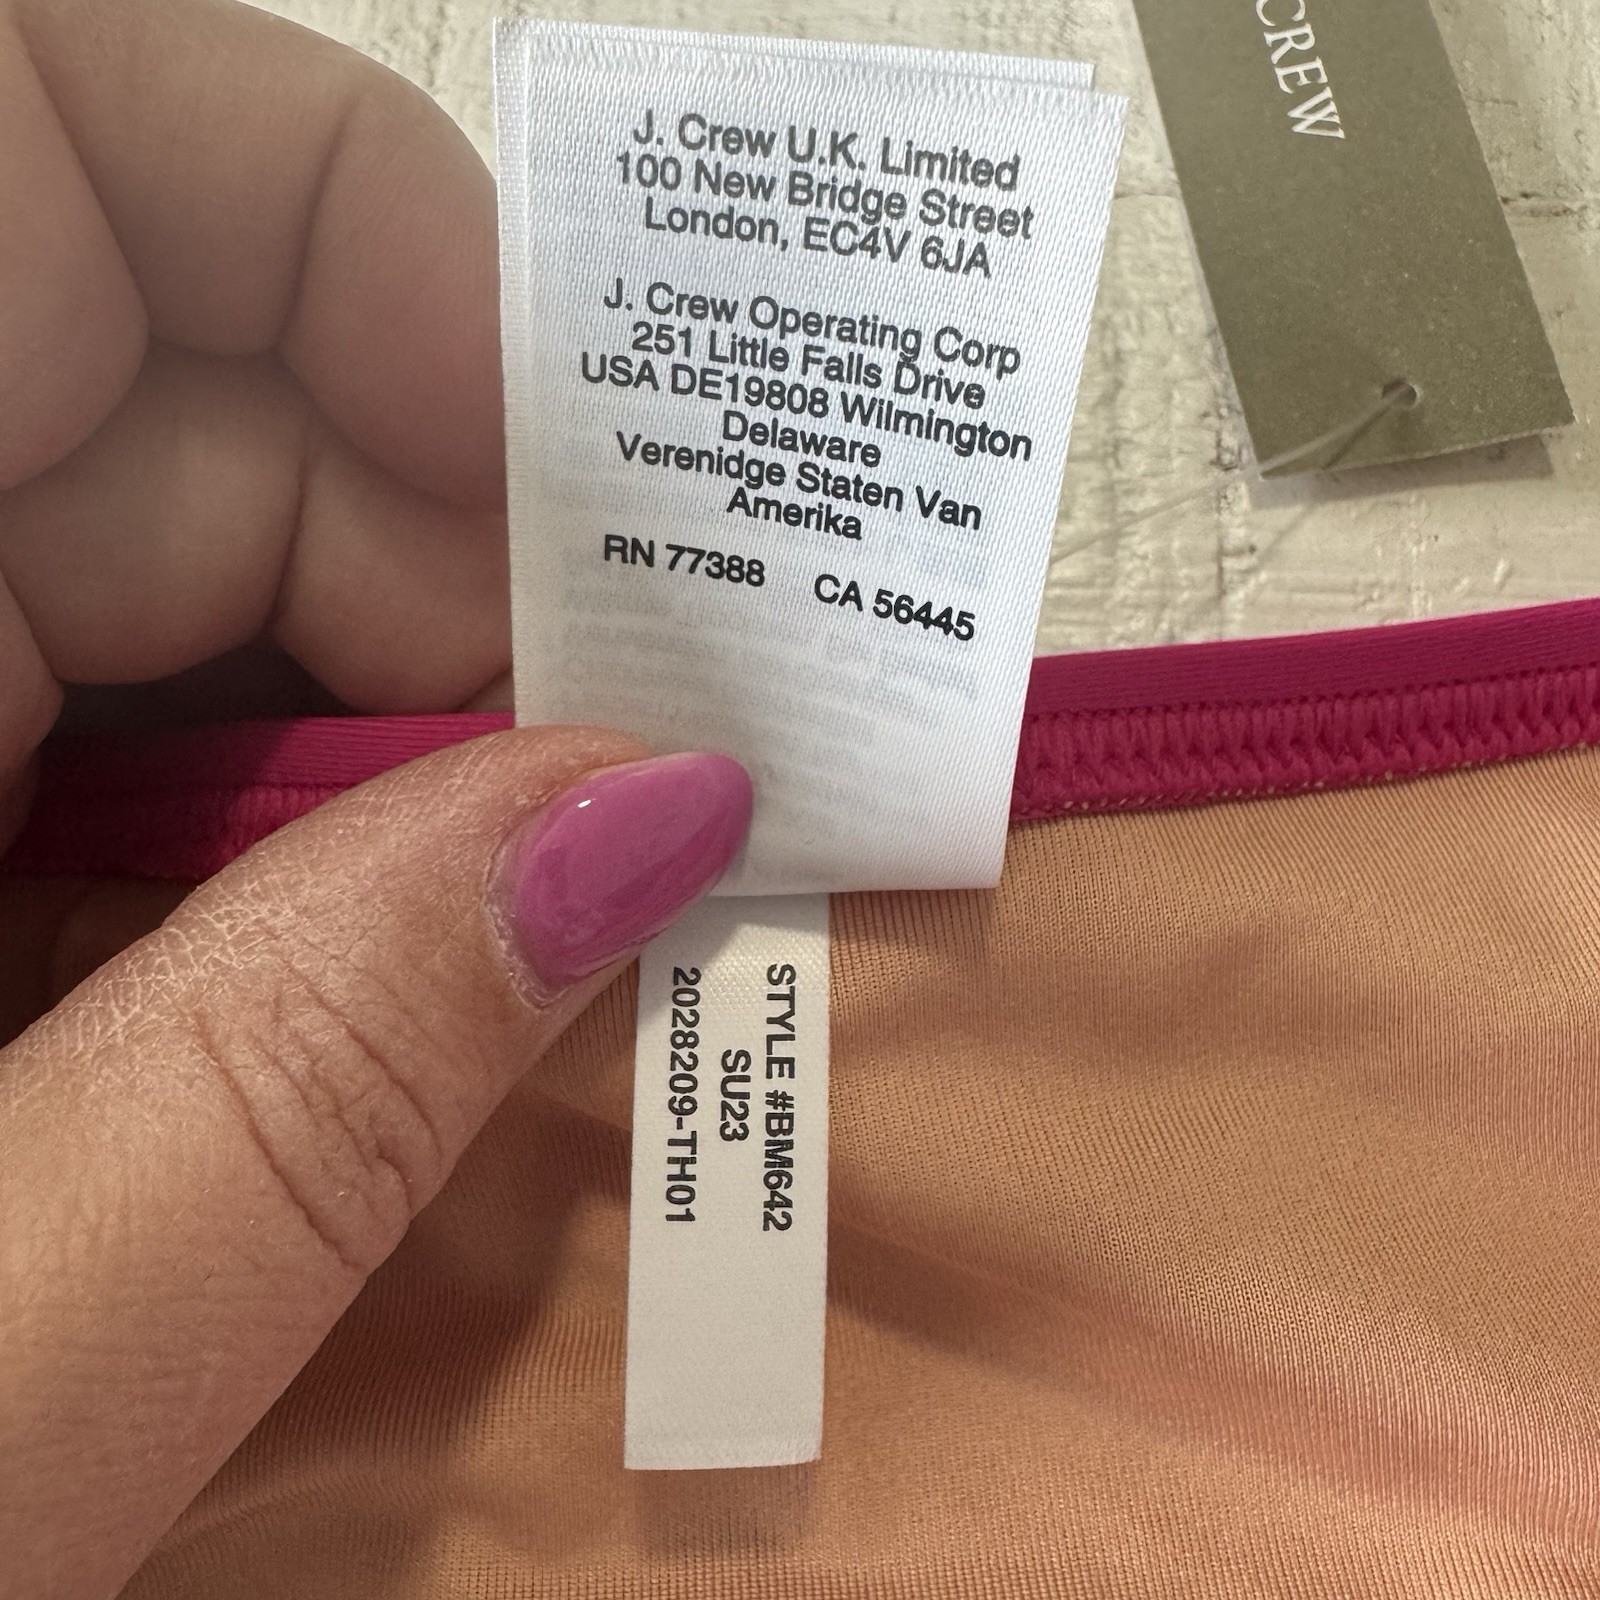 CREW
J. Crew U.K. Limited
100 New Bridge Street
London, EC4V 6JA
J. Crew Operating Corp
251 Little Falls Drive
USA DE19808 Wilmington
Delaware
Verenidge Staten Van
Amerika
RN 77388 CA 56445
STYLE #BM642
SU23
2028209-TH01